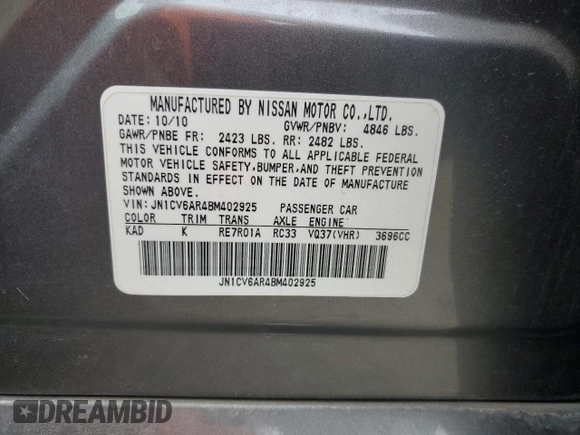 MANUFACTURED BY NISSAN MOTOR CO.,LTD.
DATE: 10/10 GVWR/PNBV: 4846 LBS.
GAWR/PNBE FR: 2423 LBS. RR: 2482 LBS.
THIS VEHICLE CONFORMS TO ALL APPLICABLE FEDERAL
MOTOR VEHICLE SAFETY,BUMPER,AND THEFT PREVENTION
STANDARDS IN EFFECT ON THE DATE OF MANUFACTURE
SHOWN ABOVE.
VIN:JN1CV6AR4BM402925 PASSENGER CAR
COLOR TRIM TRANS AXLE ENGINE
KAD K RE7R01A RC33 VQ37(VHR) 3696CC
JN1CV6AR4BM402925
DREAMBID